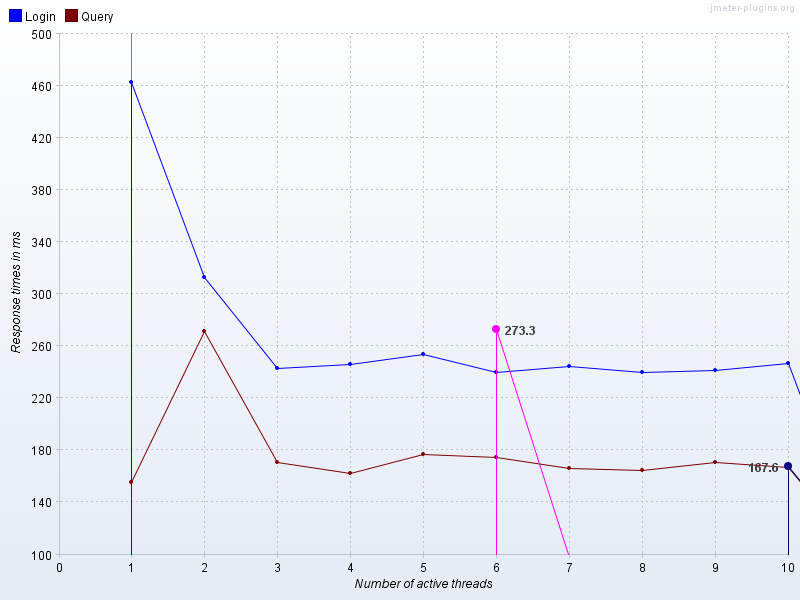 jmeter-plugins.org
Login Query
500
460
420
380
340
300
260
220
180
140
100
Response times in ms
273.3
167.6
0 1 2 3 4 5 6 7 8 9 10
Number of active threads